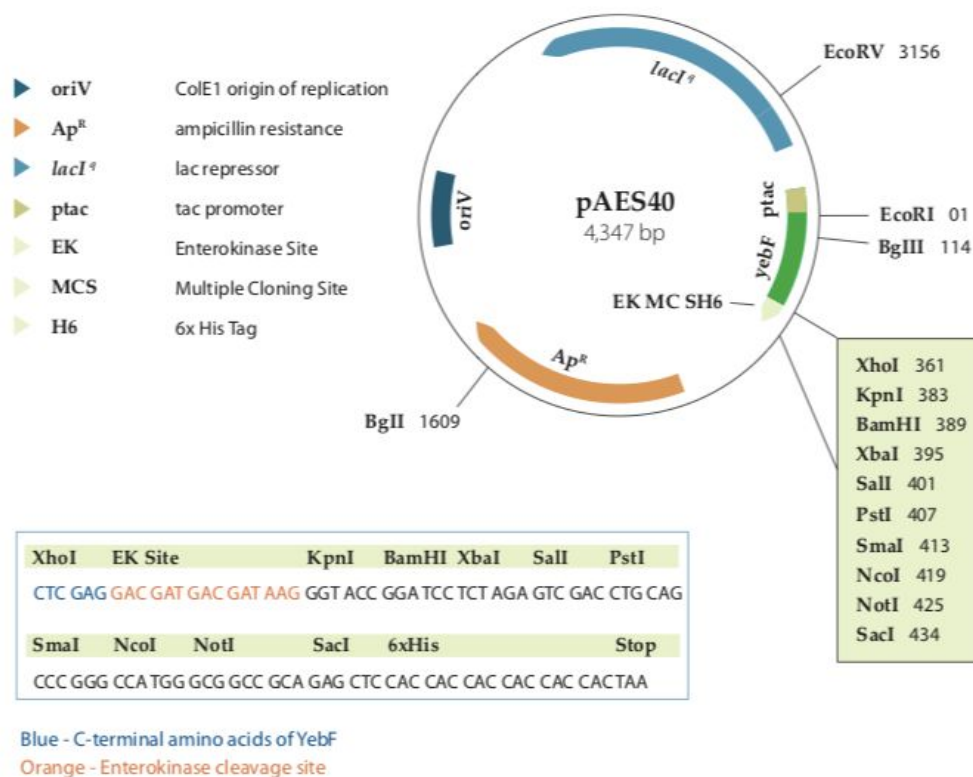 oriV ColE1 origin of replication
Apᴿ ampicillin resistance
lacI q lac repressor
ptac tac promoter
EK Enterokinase Site
MCS Multiple Cloning Site
H6 6x His Tag
pAES40
4,347 bp
lacI q
ptac
yebF
EK MC SH6
Apᴿ
oriV
EcoRV 3156
EcoRI 01
BgIII 114
BgII 1609
XhoI 361
KpnI 383
BamHI 389
XbaI 395
SalI 401
PstI 407
SmaI 413
NcoI 419
NotI 425
SacI 434
XhoI EK Site KpnI BamHI XbaI SalI PstI
CTC GAG GAC GAT GAC GAT AAG GGT ACC GGA TCC TCT AGA GTC GAC CTG CAG
SmaI NcoI NotI SacI 6xHis Stop
CCC GGG CCA TGG GCG GCC GCA GAG CTC CAC CAC CAC CAC CAC CACTAA
Blue - C-terminal amino acids of YebF
Orange - Enterokinase cleavage site